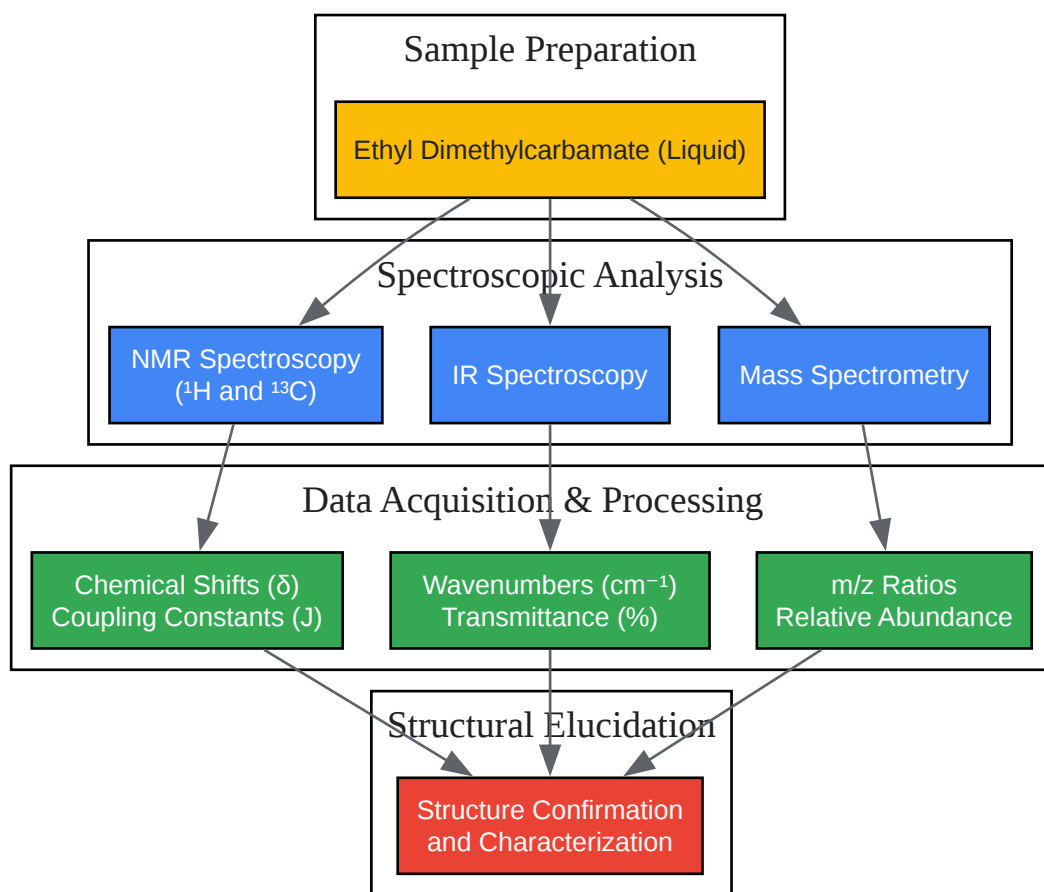 Sample Preparation
Ethyl Dimethylcarbamate (Liquid)
Spectroscopic Analysis
NMR Spectroscopy
(¹H and ¹³C)
IR Spectroscopy
Mass Spectrometry
Data Acquisition & Processing
Chemical Shifts (δ)
Coupling Constants (J)
Wavenumbers (cm⁻¹)
Transmittance (%)
m/z Ratios
Relative Abundance
Structural Elucidation
Structure Confirmation
and Characterization